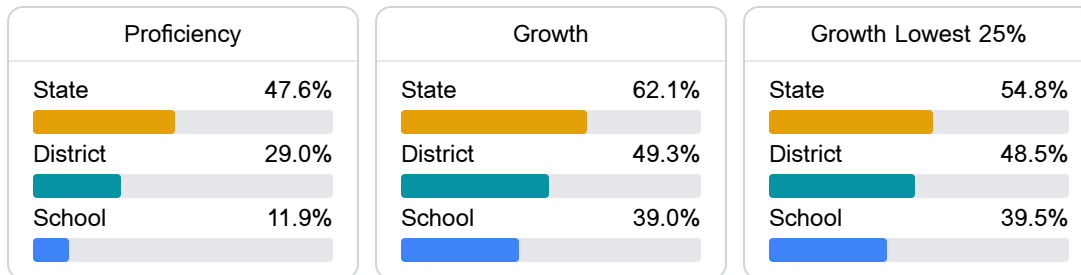 Proficiency
State 47.6%
District 29.0%
School 11.9%
Growth
State 62.1%
District 49.3%
School 39.0%
Growth Lowest 25%
State 54.8%
District 48.5%
School 39.5%